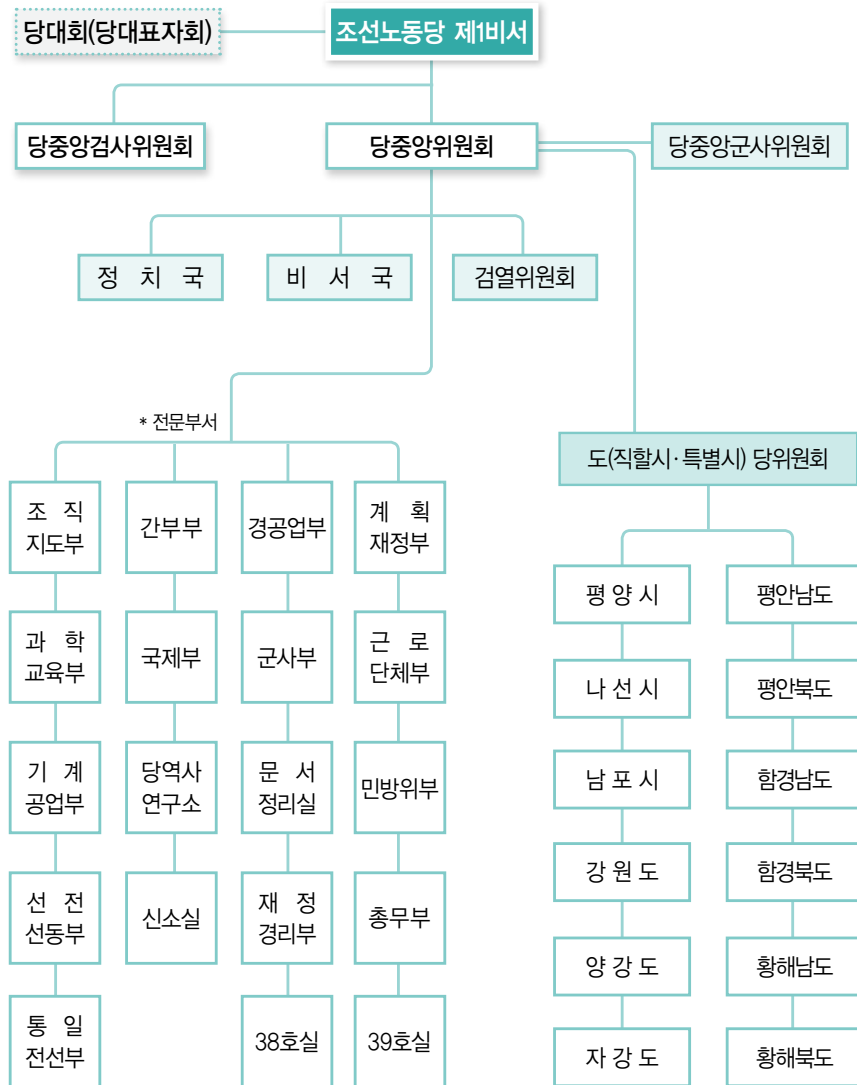 당대회(당대표자회)
조선노동당 제1비서
당중앙검사위원회
당중앙위원회
당중앙군사위원회
정 치 국
비 서 국
검열위원회
* 전문부서
도(직할시·특별시) 당위원회
조 직
지도부
간부부
경공업부
계 획
재정부
과 학
교육부
국제부
군사부
근 로
단체부
기 계
공업부
당역사
연구소
문 서
정리실
민방위부
선 전
선동부
신소실
재 정
경리부
총무부
통 일
전선부
38호실
39호실
평 양 시
평안남도
나 선 시
평안북도
남 포 시
함경남도
강 원 도
함경북도
양 강 도
황해남도
자 강 도
황해북도